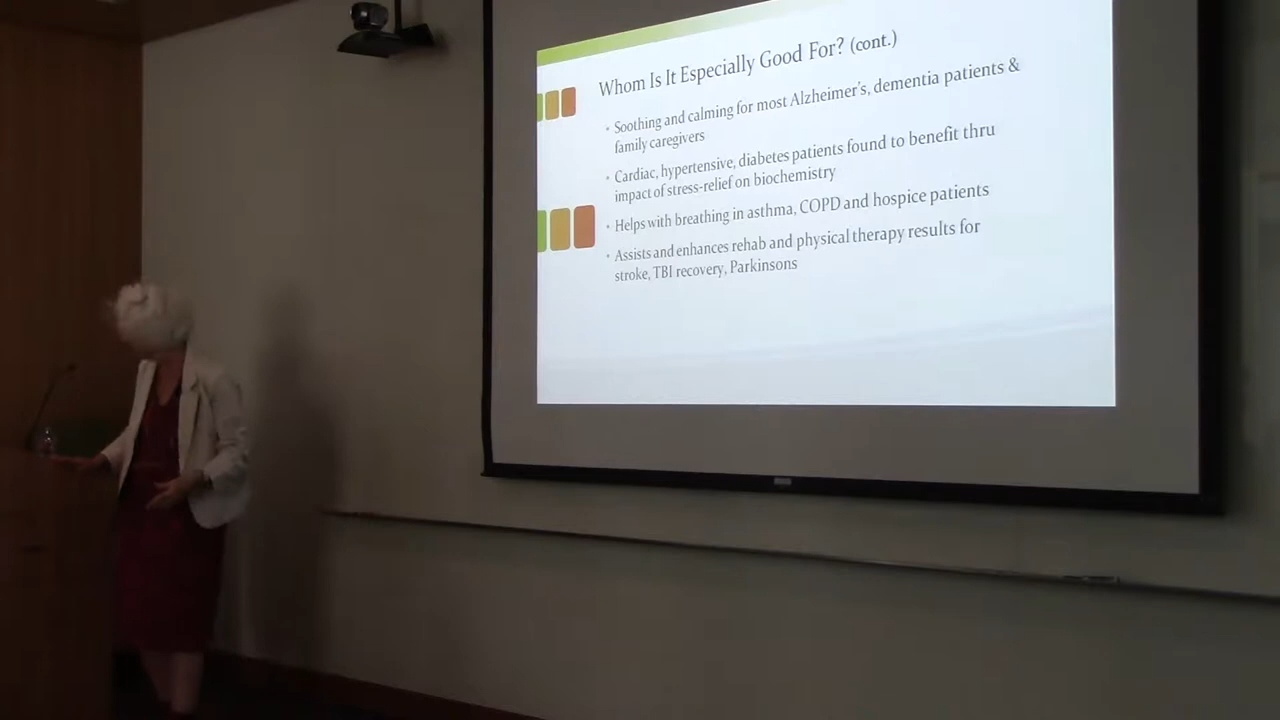 Whom Is It Especially Good For? (cont.)
• Soothing and calming for most Alzheimer's, dementia patients &
family caregivers
• Cardiac, hypertensive, diabetes patients found to benefit thru
impact of stress-relief on biochemistry
• Helps with breathing in asthma, COPD and hospice patients
• Assists and enhances rehab and physical therapy results for
stroke, TBI recovery, Parkinsons